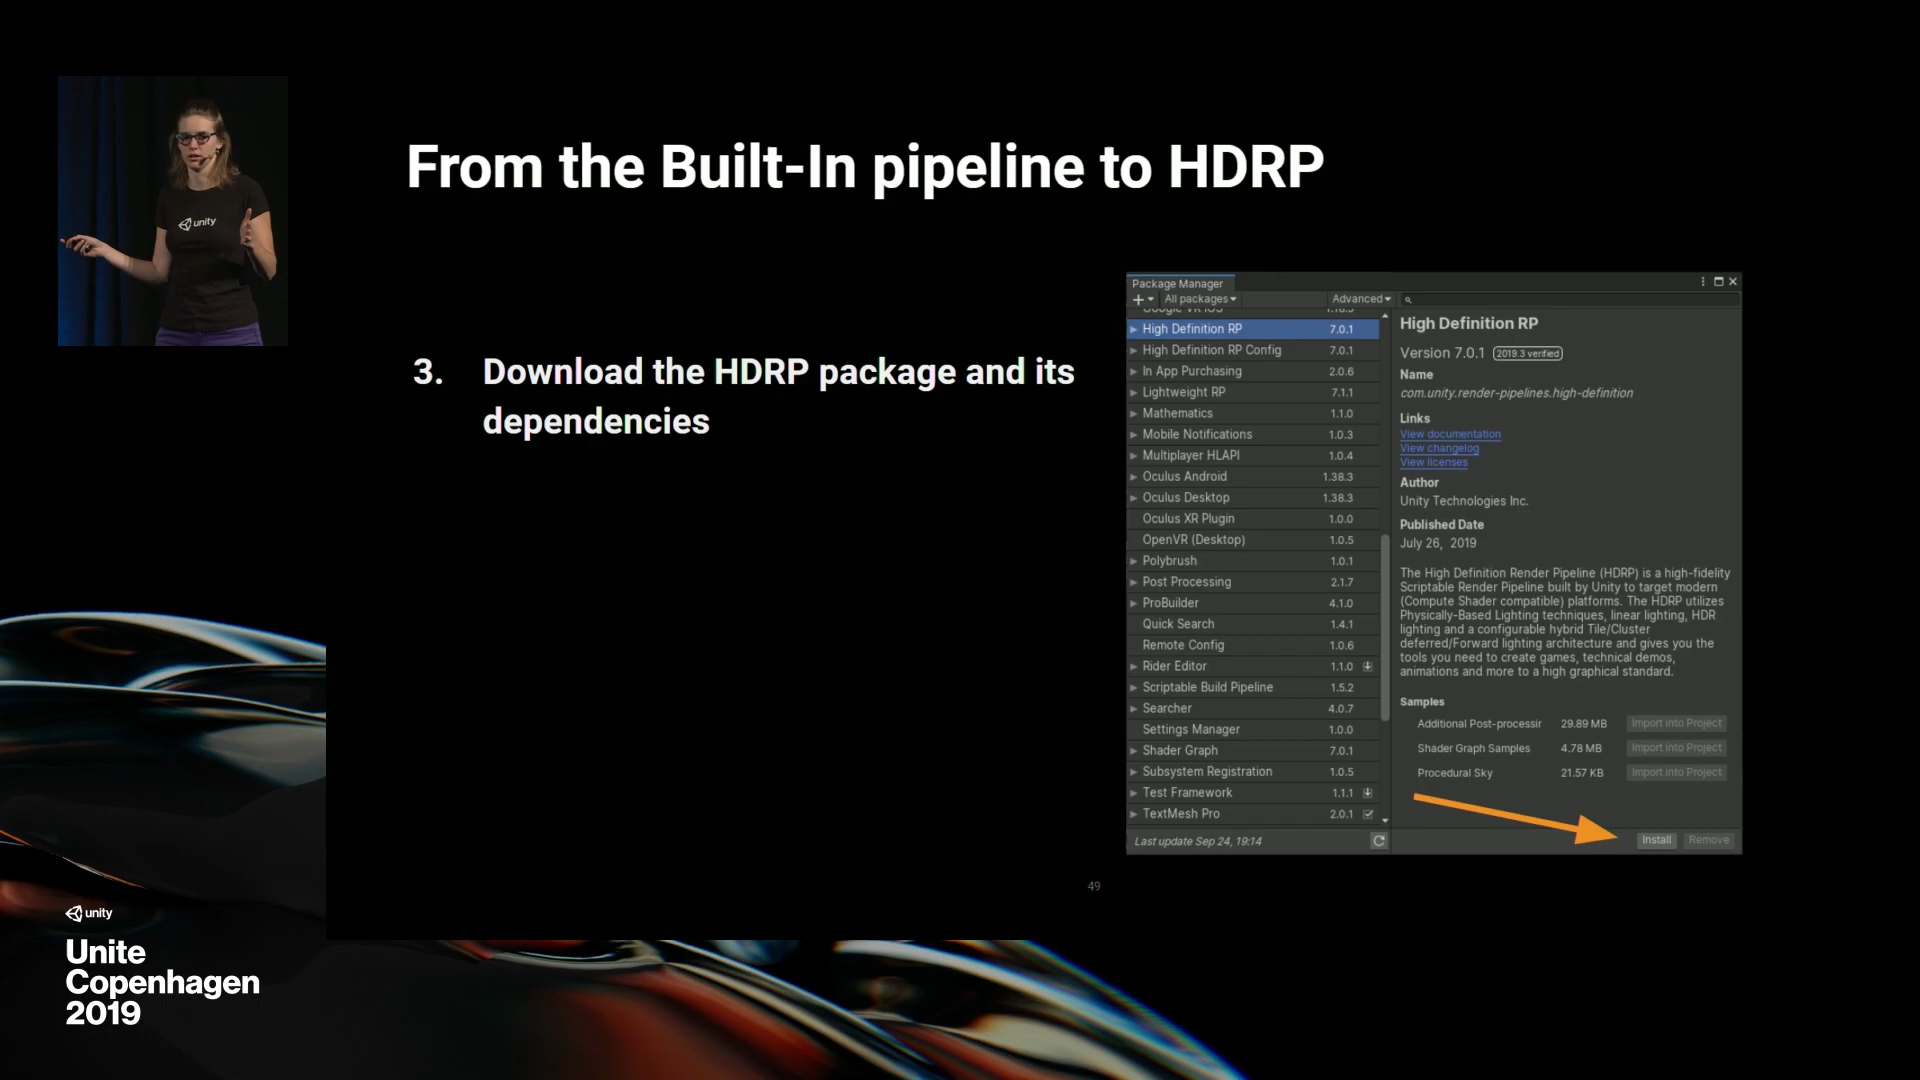 From the Built-In pipeline to HDRP
unity
3. Download the HDRP package and its
dependencies
Package Manager
+ All packages Advanced
Google VR iOS
High Definition RP 7.0.1
High Definition RP Config 7.0.1
In App Purchasing 2.0.6
Lightweight RP 7.1.1
Mathematics 1.1.0
Mobile Notifications 1.0.3
Multiplayer HLAPI 1.0.4
Oculus Android 1.38.3
Oculus Desktop 1.38.3
Oculus XR Plugin 1.0.0
OpenVR (Desktop) 1.0.5
Polybrush 1.0.1
Post Processing 2.1.7
ProBuilder 4.1.0
Quick Search 1.4.1
Remote Config 1.0.6
Rider Editor 1.1.0
Scriptable Build Pipeline 1.5.2
Searcher 4.0.7
Settings Manager 1.0.0
Shader Graph 7.0.1
Subsystem Registration 1.0.5
Test Framework 1.1.1
TextMesh Pro 2.0.1
Last update Sep 24, 19:14
High Definition RP
Version 7.0.1 2019.3 verified
Name
com.unity.render-pipelines.high-definition
Links
View documentation
View changelog
View licenses
Author
Unity Technologies Inc.
Published Date
July 26, 2019
The High Definition Render Pipeline (HDRP) is a high-fidelity
Scriptable Render Pipeline built by Unity to target modern
(Compute Shader compatible) platforms. The HDRP utilizes
Physically-Based Lighting techniques, linear lighting, HDR
lighting and a configurable hybrid Tile/Cluster
deferred/Forward lighting architecture and gives you the
tools you need to create games, technical demos,
animations and more to a high graphical standard.
Samples
Additional Post-processir 29.89 MB Import into Project
Shader Graph Samples 4.78 MB Import into Project
Procedural Sky 21.57 KB Import into Project
Install Remove
49
unity
Unite
Copenhagen
2019